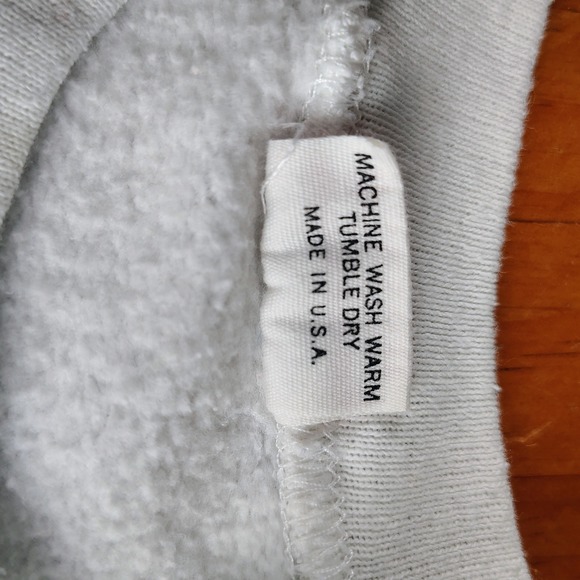 MACHINE WASH WARM
TUMBLE DRY
MADE IN U.S.A.